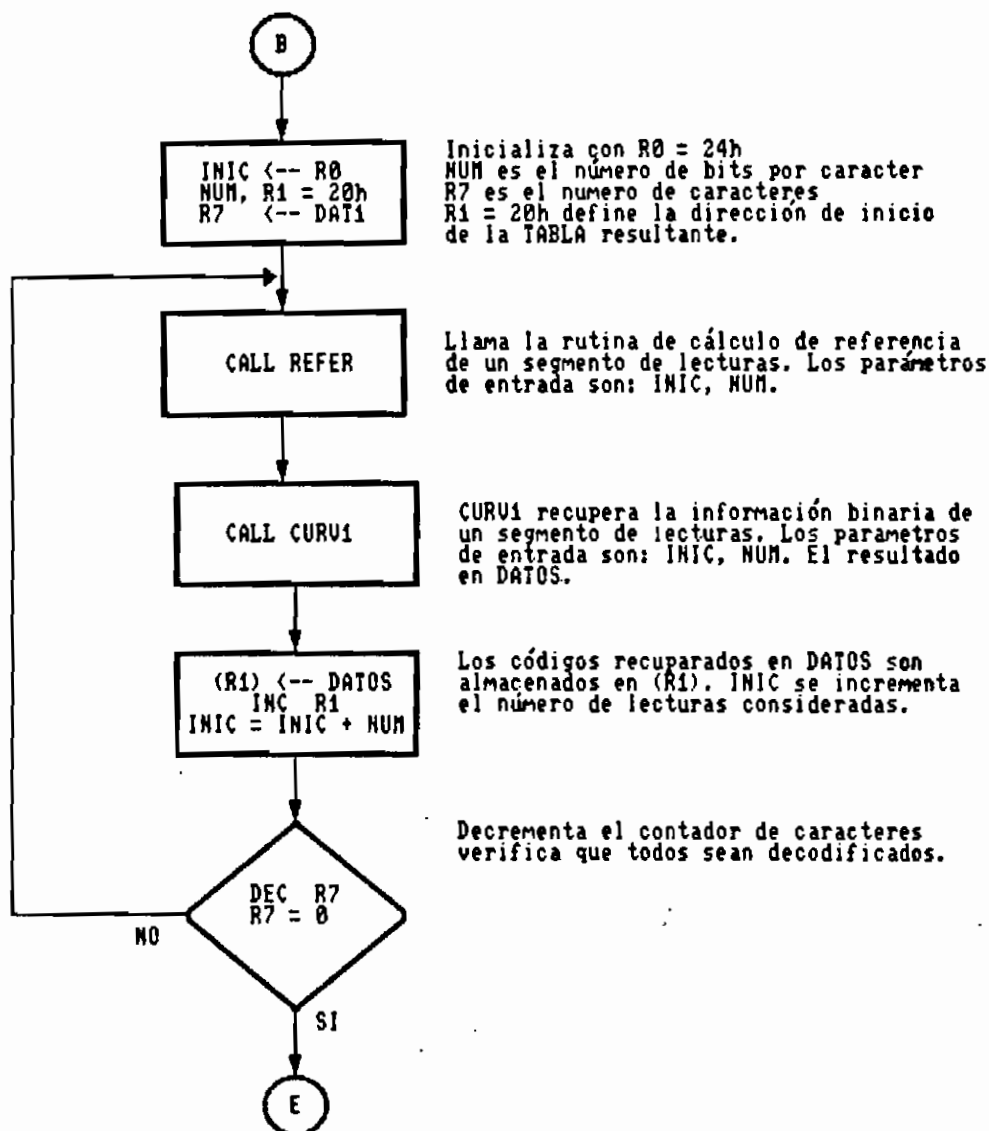 B
INIC <-- R0
NUM, R1 = 20h
R7 <-- DAT1
Inicializa con R0 = 24h
NUM es el número de bits por caracter
R7 es el numero de caracteres
R1 = 20h define la dirección de inicio
de la TABLA resultante.
CALL REFER
Llama la rutina de cálculo de referencia
de un segmento de lecturas. Los parámetros
de entrada son: INIC, NUM.
CALL CURV1
CURV1 recupera la información binaria de
un segmento de lecturas. Los parametros
de entrada son: INIC, NUM. El resultado
en DATOS.
(R1) <-- DATOS
INC R1
INIC = INIC + NUM
Los códigos recuparados en DATOS son
almacenados en (R1). INIC se incrementa
el número de lecturas consideradas.
DEC R7
R7 = 0
Decrementa el contador de caracteres
verifica que todos sean decodificados.
NO
SI
E